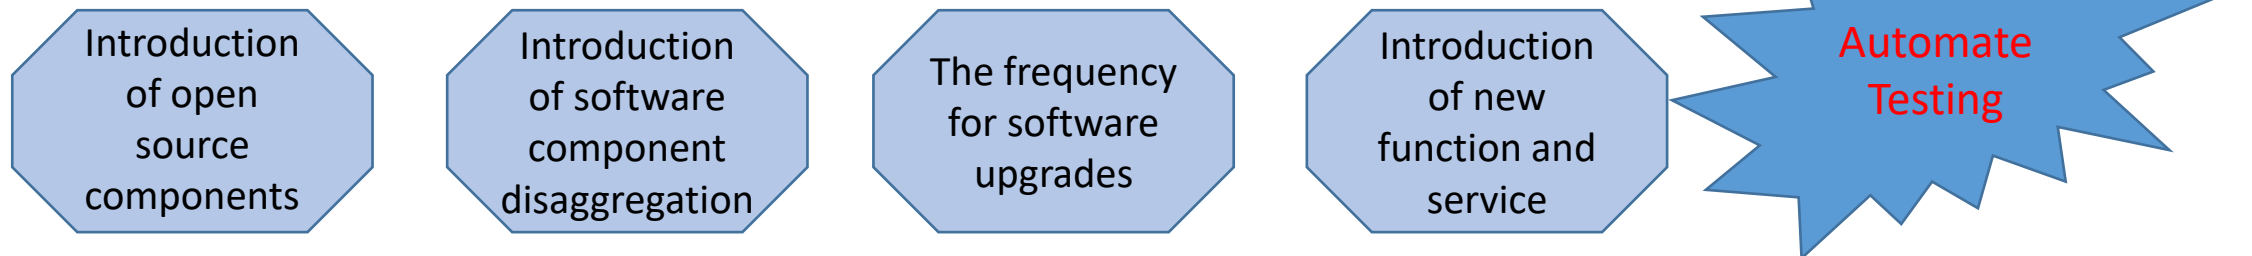 Introduction
of open
source
components
Introduction
of software
component
disaggregation
The frequency
for software
upgrades
Introduction
of new
function and
service
Automate
Testing